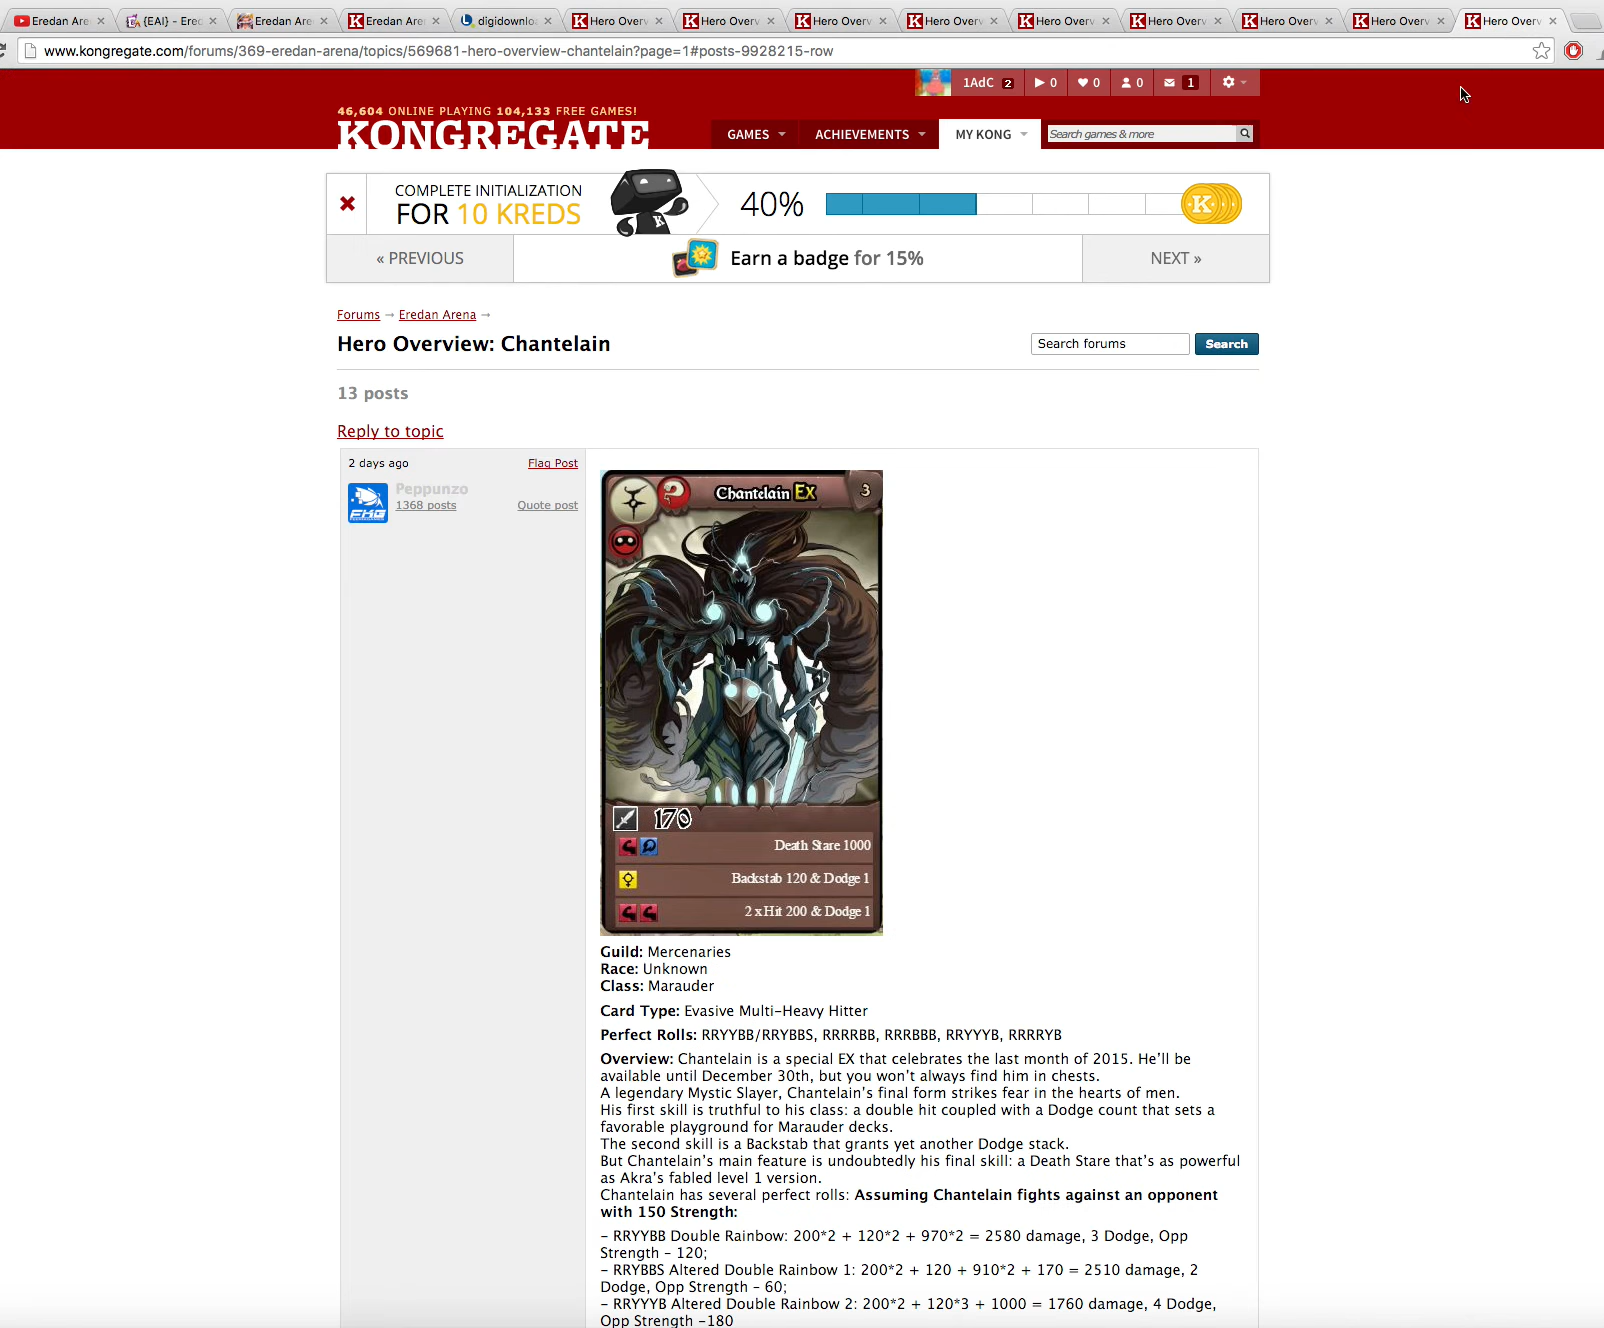 Eredan Are
{EAI} - Ered
Eredan Are
Eredan Are
digidownlo
Hero Overv
Hero Overv
Hero Overv
Hero Overv
Hero Overv
Hero Overv
Hero Overv
Hero Overv
Hero Overv
www.kongregate.com/forums/369-eredan-arena/topics/569681-hero-overview-chantelain?page=1#posts-9928215-row
1AdC 2 0 0 0 1
46,604 ONLINE PLAYING 104,133 FREE GAMES!
KONGREGATE
GAMES ACHIEVEMENTS MY KONG Search games & more
COMPLETE INITIALIZATION
FOR 10 KREDS
40%
« PREVIOUS Earn a badge for 15% NEXT »
Forums → Eredan Arena →
Hero Overview: Chantelain
Search forums Search
13 posts
Reply to topic
2 days ago Flag Post
Peppunzo
1368 posts Quote post
FHG
Chantelain EX 3
170
Death Stare 1000
Backstab 120 & Dodge 1
2 x Hit 200 & Dodge 1
Guild: Mercenaries
Race: Unknown
Class: Marauder
Card Type: Evasive Multi-Heavy Hitter
Perfect Rolls: RRYYBB/RRYBBS, RRRRBB, RRRBBB, RRYYYB, RRRRYB
Overview: Chantelain is a special EX that celebrates the last month of 2015. He'll be
available until December 30th, but you won't always find him in chests.
A legendary Mystic Slayer, Chantelain's final form strikes fear in the hearts of men.
His first skill is truthful to his class: a double hit coupled with a Dodge count that sets a
favorable playground for Marauder decks.
The second skill is a Backstab that grants yet another Dodge stack.
But Chantelain's main feature is undoubtedly his final skill: a Death Stare that's as powerful
as Akra's fabled level 1 version.
Chantelain has several perfect rolls: Assuming Chantelain fights against an opponent
with 150 Strength:
– RRYYBB Double Rainbow: 200*2 + 120*2 + 970*2 = 2580 damage, 3 Dodge, Opp
Strength – 120;
– RRYBBS Altered Double Rainbow 1: 200*2 + 120 + 910*2 + 170 = 2510 damage, 2
Dodge, Opp Strength – 60;
– RRYYYB Altered Double Rainbow 2: 200*2 + 120*3 + 1000 = 1760 damage, 4 Dodge,
Opp Strength –180